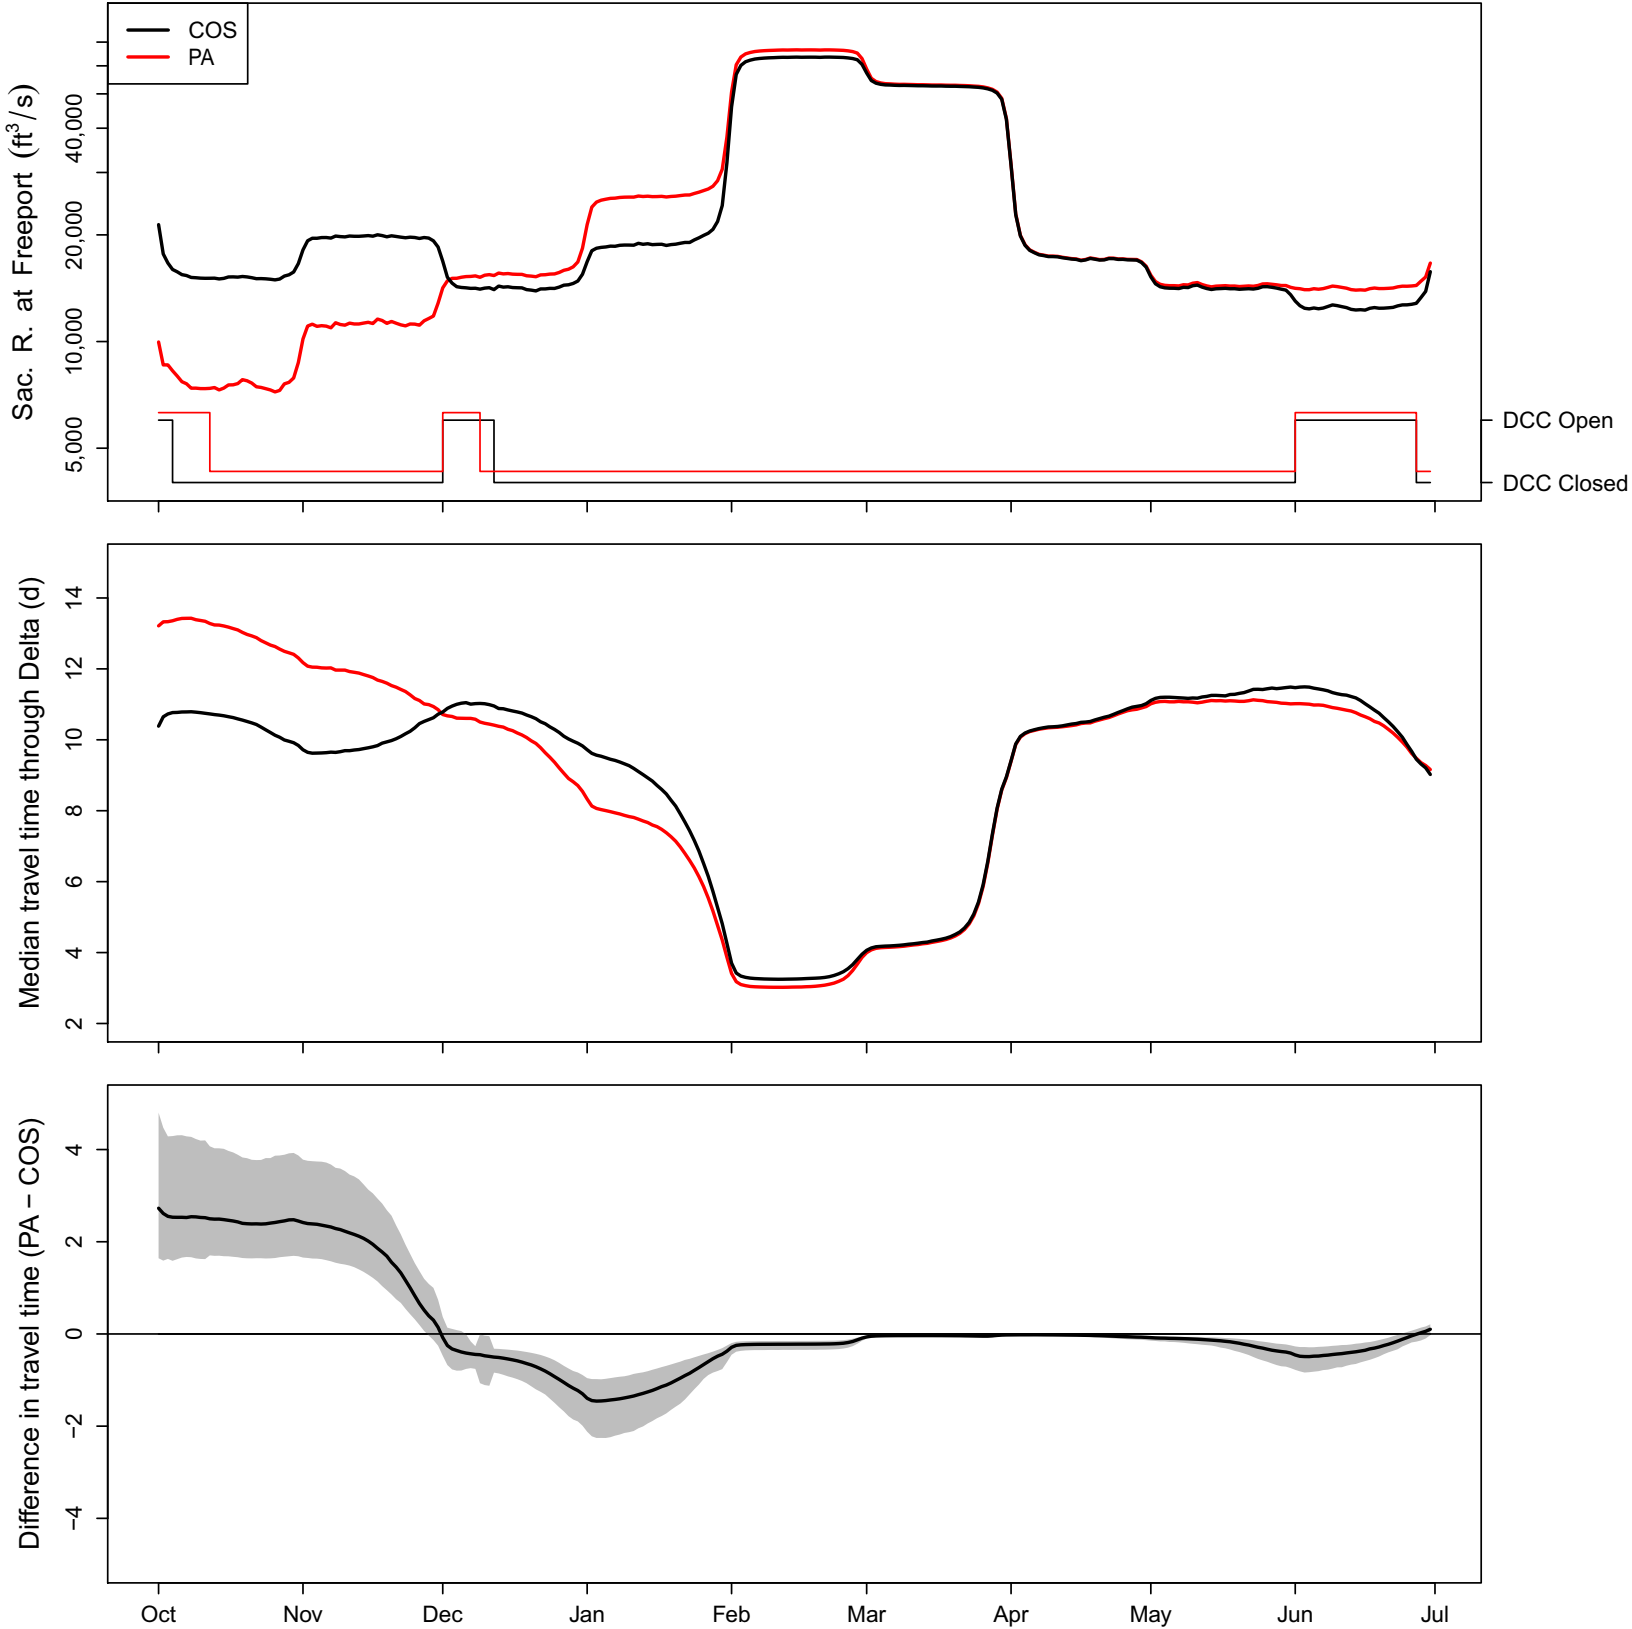 COS
PA
Sac. R. at Freeport (ft³/s)
40,000
20,000
10,000
5,000
DCC Open
DCC Closed
Median travel time through Delta (d)
14
12
10
8
6
4
2
Difference in travel time (PA − COS)
4
2
0
−2
−4
Oct Nov Dec Jan Feb Mar Apr May Jun Jul